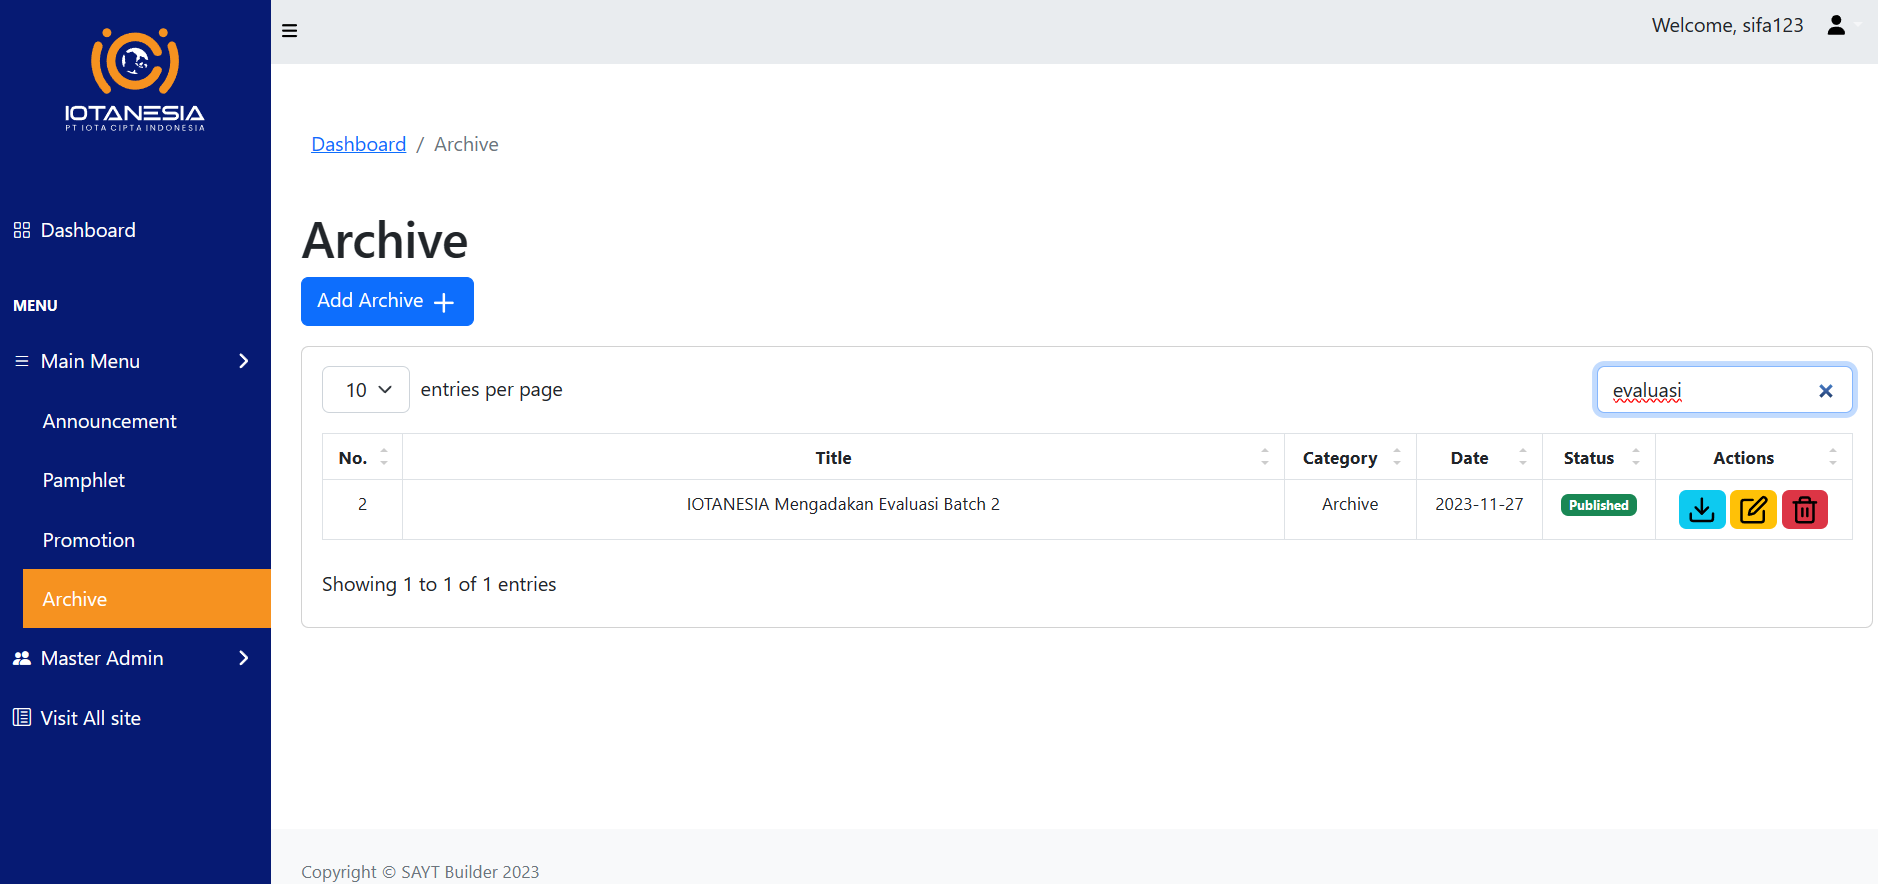 IOTANESIA
PT IOTA CIPTA INDONESIA
Dashboard
MENU
Main Menu
Announcement
Pamphlet
Promotion
Archive
Master Admin
Visit All site
Welcome, sifa123
Dashboard / Archive
Archive
Add Archive
10 entries per page
evaluasi
No. Title Category Date Status Actions
2 IOTANESIA Mengadakan Evaluasi Batch 2 Archive 2023-11-27 Published
Showing 1 to 1 of 1 entries
Copyright © SAYT Builder 2023